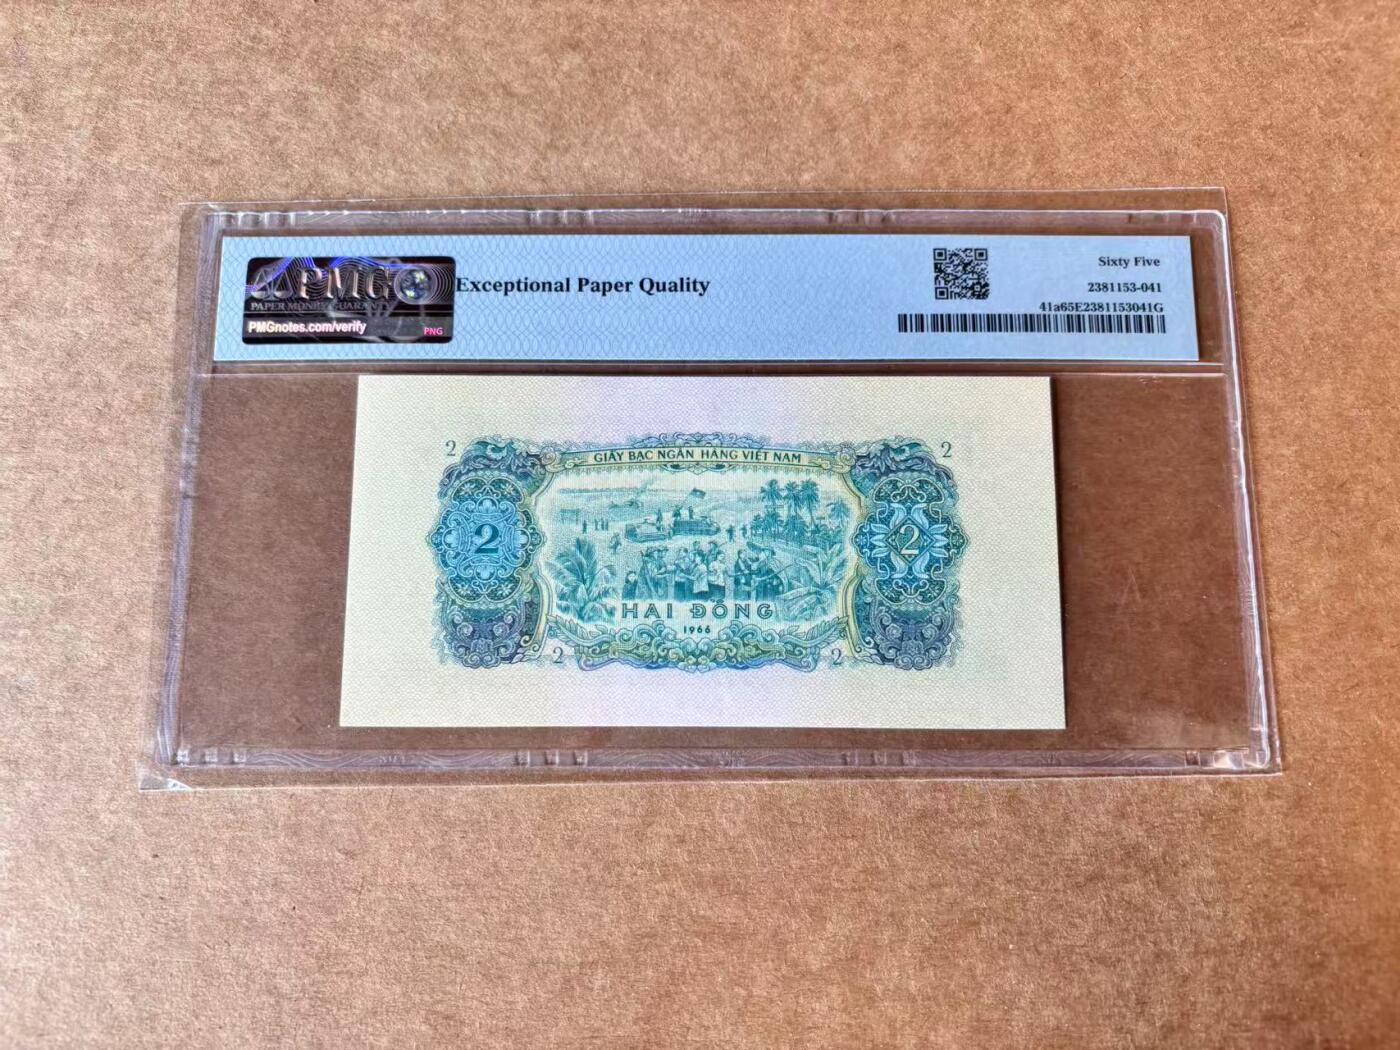 PMG
PAPER MONEY GUARANTY
PMGnotes.com/verify
PNG
Exceptional Paper Quality
Sixty Five
2381153-041
41a65E2381153041G
2
2
GIẤY BẠC NGÂN HÀNG VIỆT NAM
2
2
HAI ĐỒNG
1966
2
2